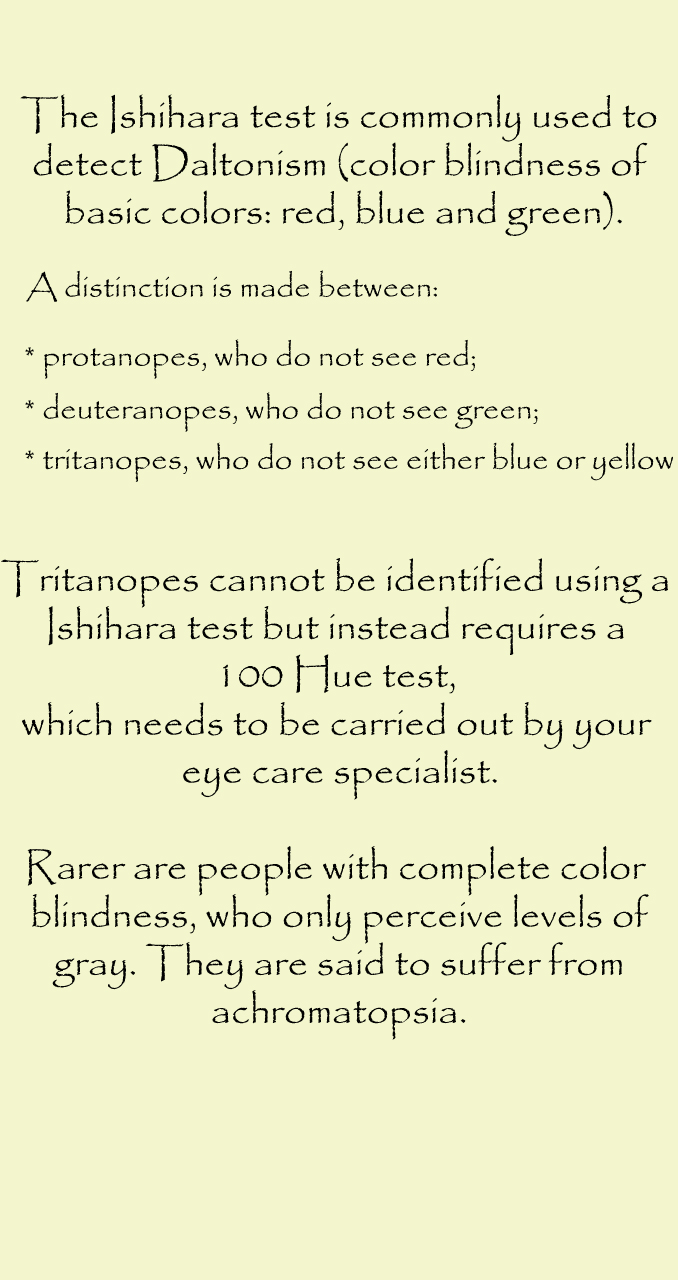 The Ishihara test is commonly used to
detect Daltonism (color blindness of
basic colors: red, blue and green).
A distinction is made between:
* protanopes, who do not see red;
* deuteranopes, who do not see green;
* tritanopes, who do not see either blue or yellow
Tritanopes cannot be identified using a
Ishihara test but instead requires a
100 Hue test,
which needs to be carried out by your
eye care specialist.
Rarer are people with complete color
blindness, who only perceive levels of
gray. They are said to suffer from
achromatopsia.